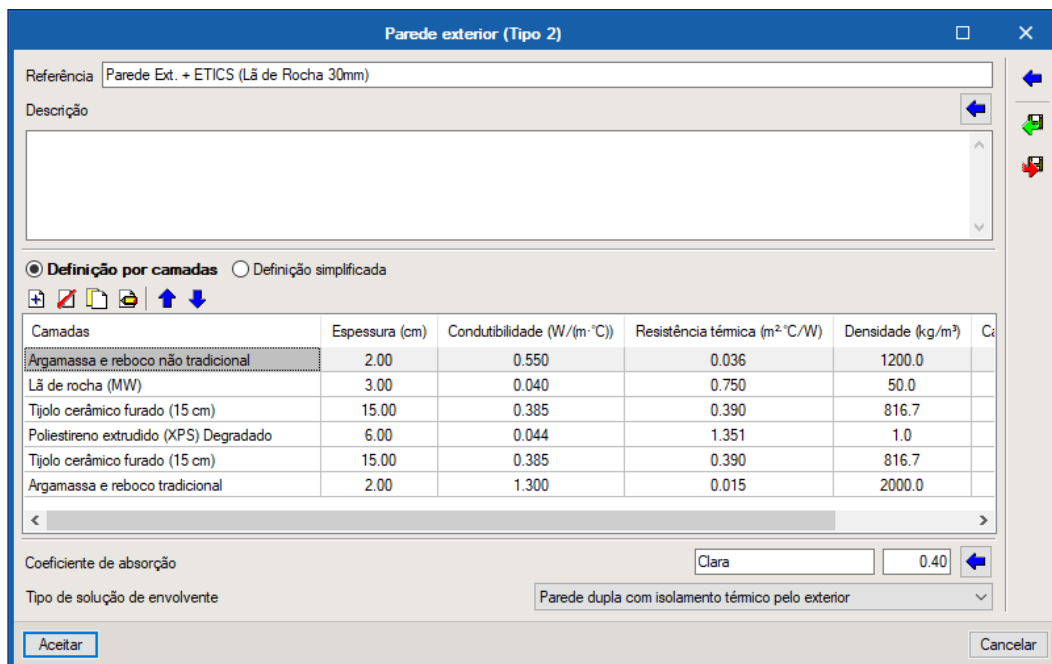 Parede exterior (Tipo 2)
Referência Parede Ext. + ETICS (Lã de Rocha 30mm)
Descrição
Definição por camadas Definição simplificada
Camadas Espessura (cm) Condutibilidade (W/(m·°C)) Resistência térmica (m²·°C/W) Densidade (kg/m³) Ca
Argamassa e reboco não tradicional 2.00 0.550 0.036 1200.0
Lã de rocha (MW) 3.00 0.040 0.750 50.0
Tijolo cerâmico furado (15 cm) 15.00 0.385 0.390 816.7
Poliestireno extrudido (XPS) Degradado 6.00 0.044 1.351 1.0
Tijolo cerâmico furado (15 cm) 15.00 0.385 0.390 816.7
Argamassa e reboco tradicional 2.00 1.300 0.015 2000.0
Coeficiente de absorção Clara 0.40
Tipo de solução de envolvente Parede dupla com isolamento térmico pelo exterior
Aceitar Cancelar